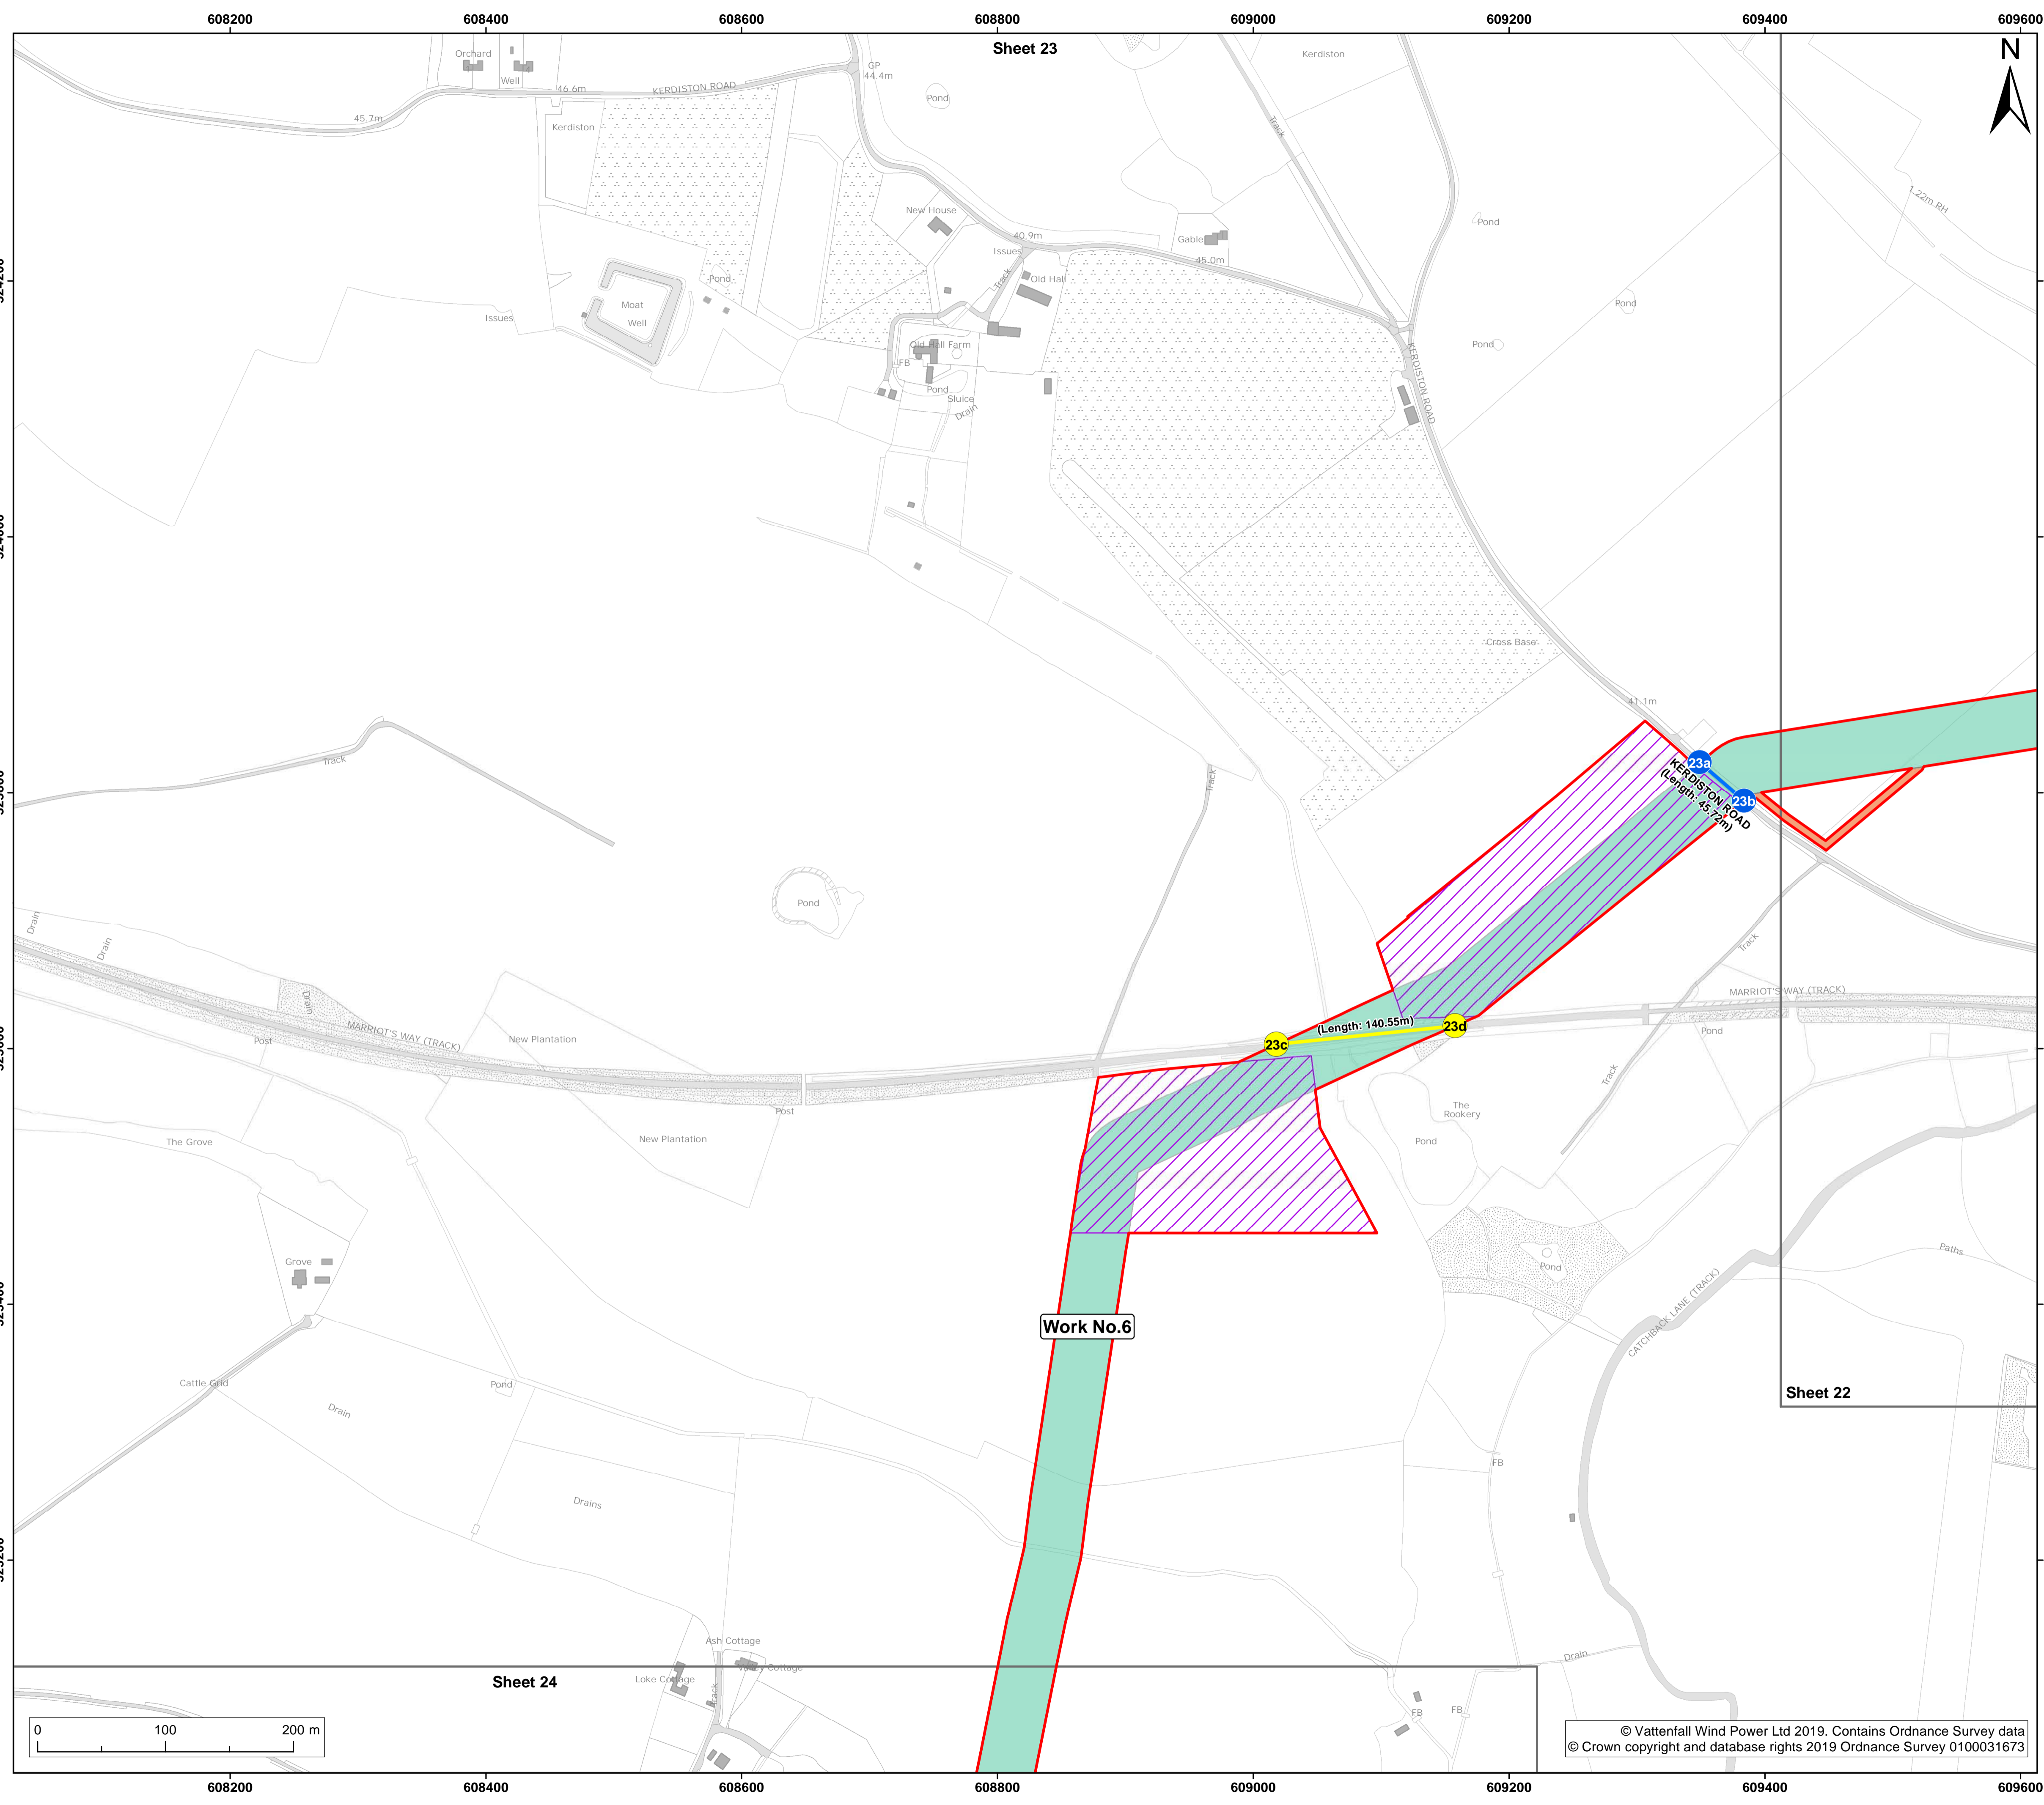 608200 608400 608600 608800 609000 609200 609400 609600
Sheet 23
N
Orchard
Well
GP
44.4m
46.6m
KERDISTON ROAD
45.7m
Kerdiston
Pond
Kerdiston
Track
1.22m RH
New House
40.9m
Issues
Gable
45.0m
Pond
Track
Old Hall
Pond
Moat
Well
Issues
Pond
Old Hall Farm
FB
Pond
Sluice
Drain
Pond
KERDISTON ROAD
Cross Base
41.1m
23a
23b
KERDISTON ROAD
(Length: 45.72m)
Track
Track
Pond
Drain
Drain
Drain
Track
MARRIOT'S WAY (TRACK)
Post
New Plantation
MARRIOT'S WAY (TRACK)
(Length: 140.55m)
23c
23d
Pond
Track
Post
The Grove
New Plantation
The
Rookery
Pond
Grove
Pond
Paths
CATCHBACK LANE (TRACK)
Work No.6
Cattle Grid
Pond
Drain
Sheet 22
Drains
FB
Ash Cottage
Valley Cottage
Loke Cottage
Track
Drain
Sheet 24
FB
FB
0 100 200 m
© Vattenfall Wind Power Ltd 2019. Contains Ordnance Survey data
© Crown copyright and database rights 2019 Ordnance Survey 0100031673
608200 608400 608600 608800 609000 609200 609400 609600